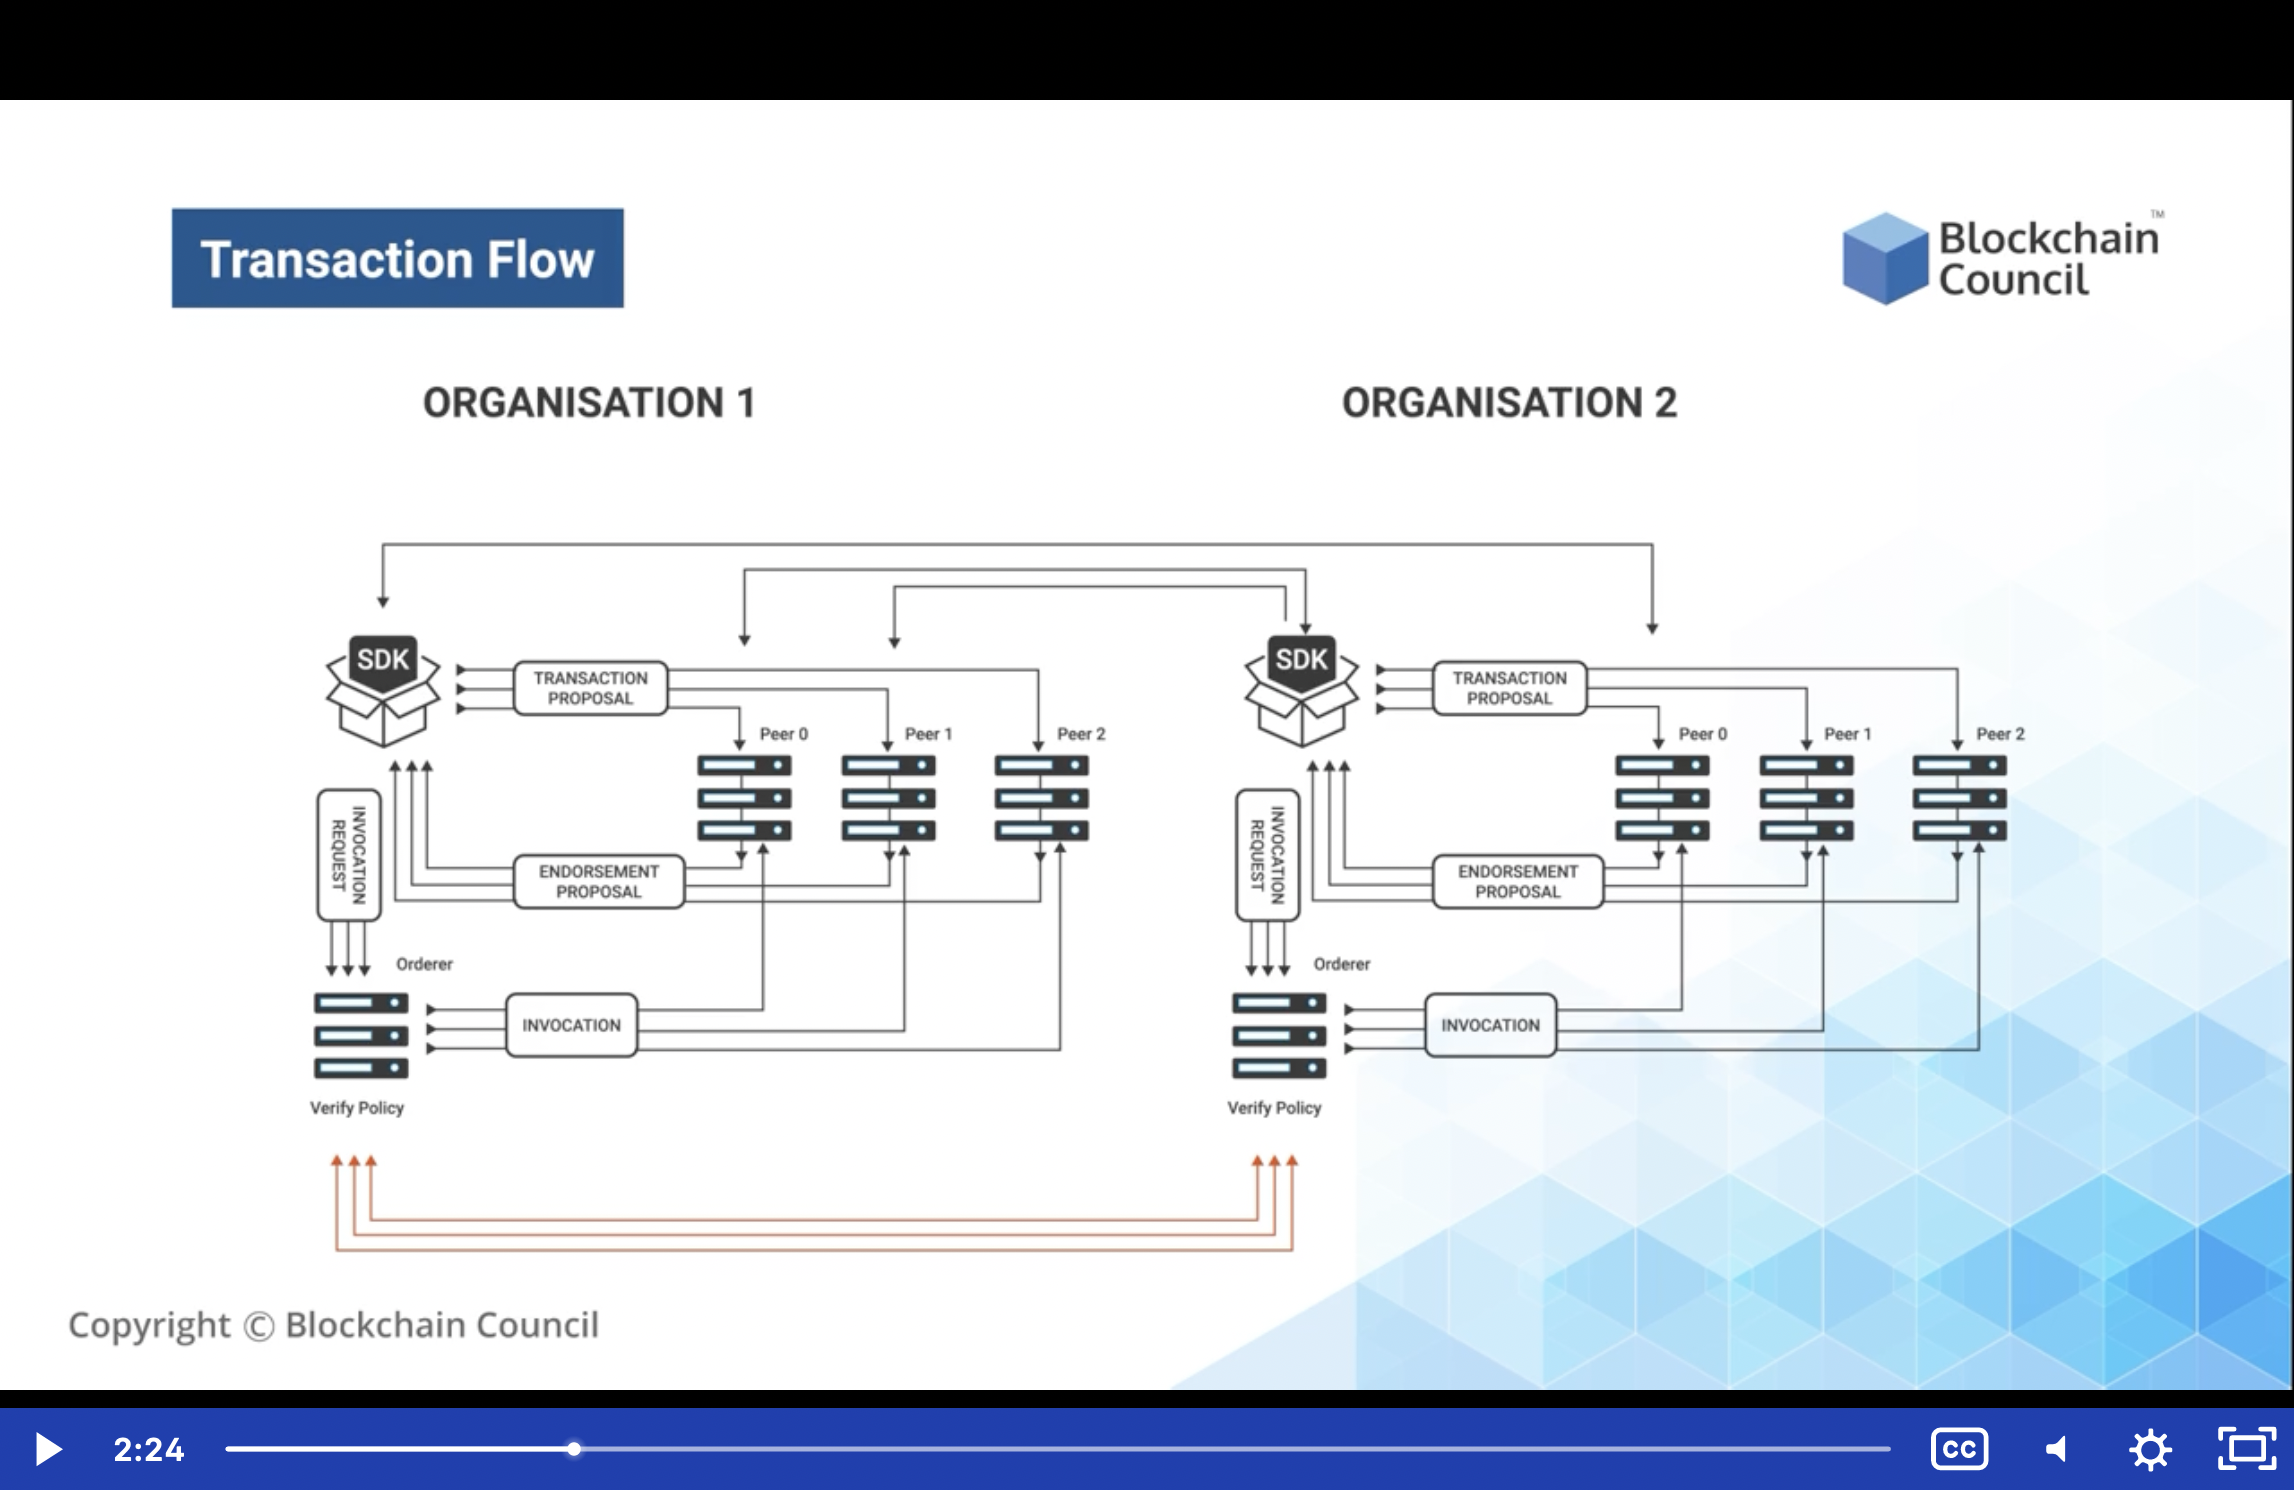 Transaction Flow
Blockchain
Council
TM
ORGANISATION 1
ORGANISATION 2
SDK
TRANSACTION
PROPOSAL
Peer 0
Peer 1
Peer 2
INVOCATION
REQUEST
ENDORSEMENT
PROPOSAL
Orderer
INVOCATION
Verify Policy
SDK
TRANSACTION
PROPOSAL
Peer 0
Peer 1
Peer 2
INVOCATION
REQUEST
ENDORSEMENT
PROPOSAL
Orderer
INVOCATION
Verify Policy
Copyright © Blockchain Council
2:24
CC